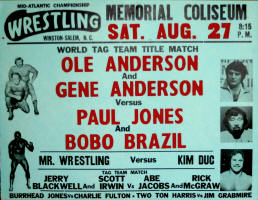 MID-ATLANTIC CHAMPIONSHIP
WRESTLING
WINSTON-SALEM, N.C.
MEMORIAL COLISEUM
SAT. AUG. 27 8:15 P.M.
WORLD TAG TEAM TITLE MATCH
OLE ANDERSON
And
GENE ANDERSON
Versus
PAUL JONES
And
BOBO BRAZIL
MR. WRESTLING Versus KIM DUC
TAG TEAM MATCH
JERRY BLACKWELL And SCOTT IRWIN Vs ABE JACOBS And RICK McGRAW
BURRHEAD JONES Vs CHARLIE FULTON • TWO TON HARRIS Vs JIM GRABMIRE